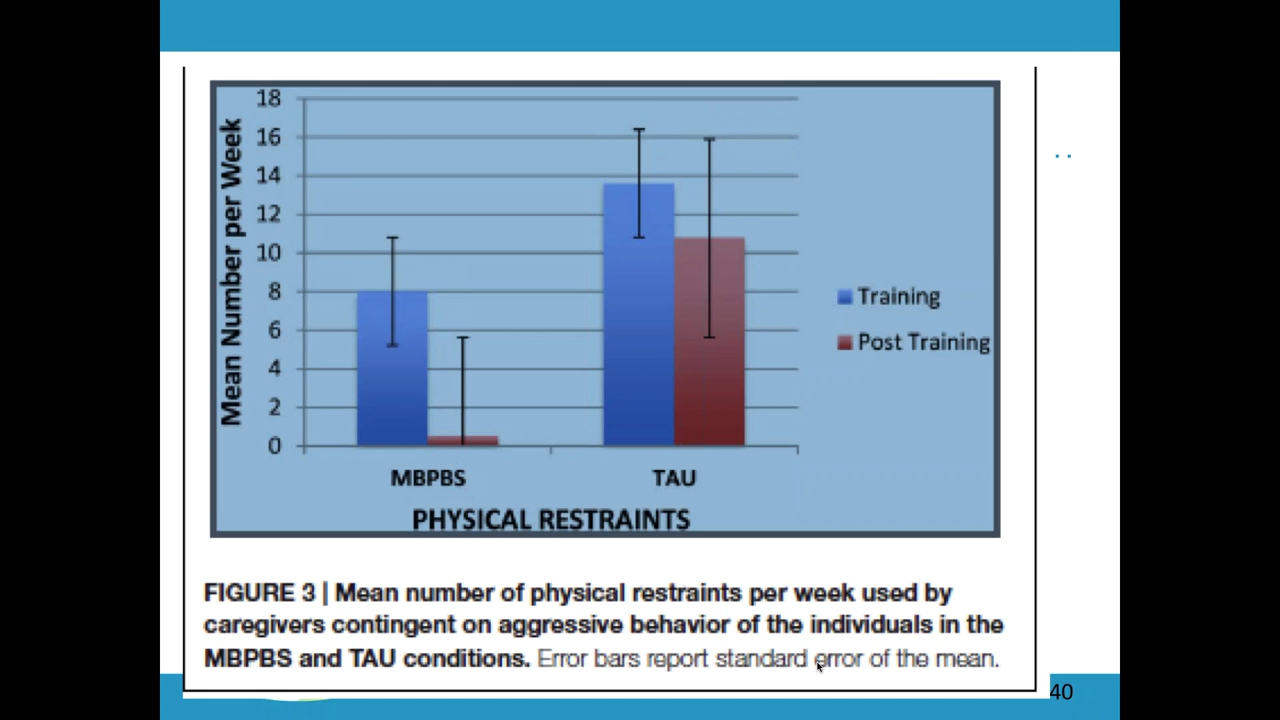 18
16
14
12
10
8
6
4
2
0
Mean Number per Week
Training
Post Training
MBPBS TAU
PHYSICAL RESTRAINTS
FIGURE 3 | Mean number of physical restraints per week used by
caregivers contingent on aggressive behavior of the individuals in the
MBPBS and TAU conditions. Error bars report standard error of the mean.
40